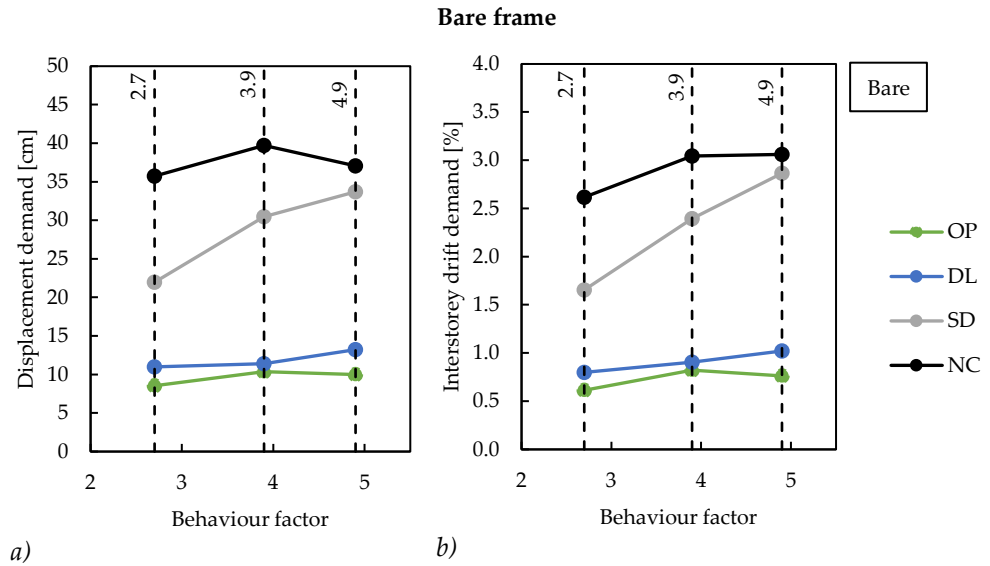 Bare frame
50
45
40
35
30
25
20
15
10
5
0
2
3
4
5
2.7
3.9
4.9
Displacement demand [cm]
Behaviour factor
a)
4.0
3.5
3.0
2.5
2.0
1.5
1.0
0.5
0.0
2
3
4
5
2.7
3.9
4.9
Interstorey drift demand [%]
Behaviour factor
b)
Bare
OP
DL
SD
NC